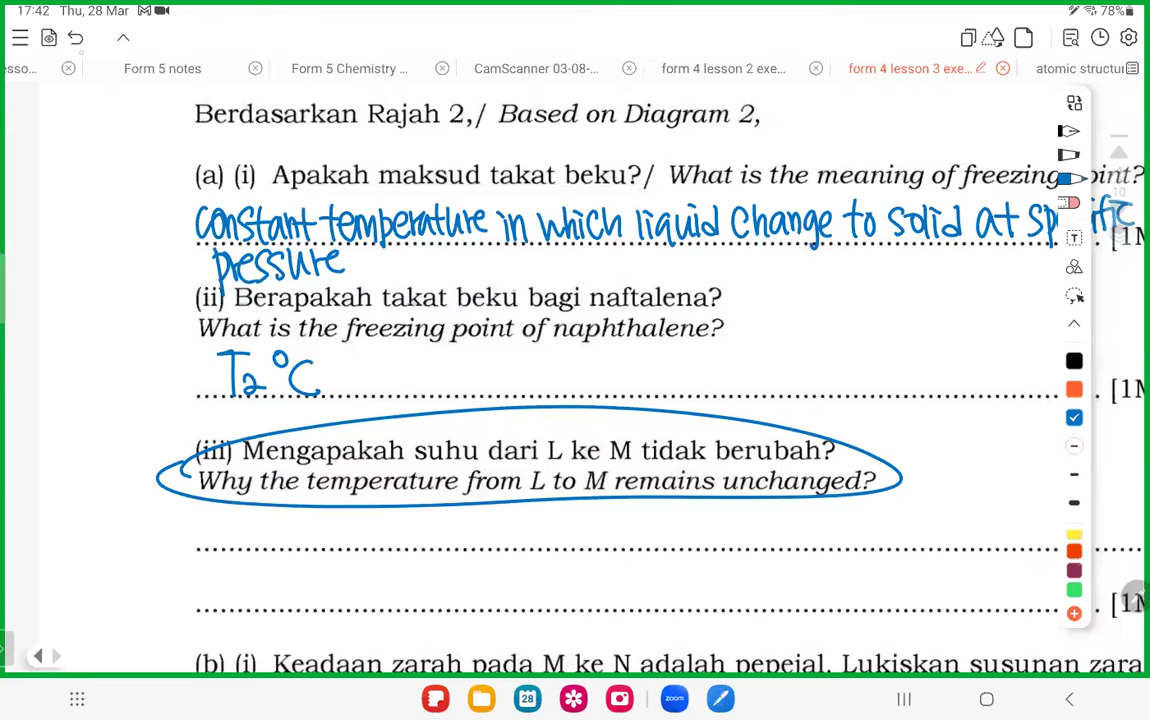 17:42 Thu, 28 Mar
78%
esso...
Form 5 notes
Form 5 Chemistry ...
CamScanner 03-08-...
form 4 lesson 2 exe...
form 4 lesson 3 exe...
atomic structur
Berdasarkan Rajah 2,/ Based on Diagram 2,
(a) (i) Apakah maksud takat beku?/ What is the meaning of freezing point?
constant temperature in which liquid change to solid at specific
[1M
pressure
(ii) Berapakah takat beku bagi naftalena?
What is the freezing point of naphthalene?
T2 °C
[1M
(iii) Mengapakah suhu dari L ke M tidak berubah?
Why the temperature from L to M remains unchanged?
[1M
(b) (i) Keadaan zarah pada M ke N adalah pepejal. Lukiskan susunan zara
28
zoom